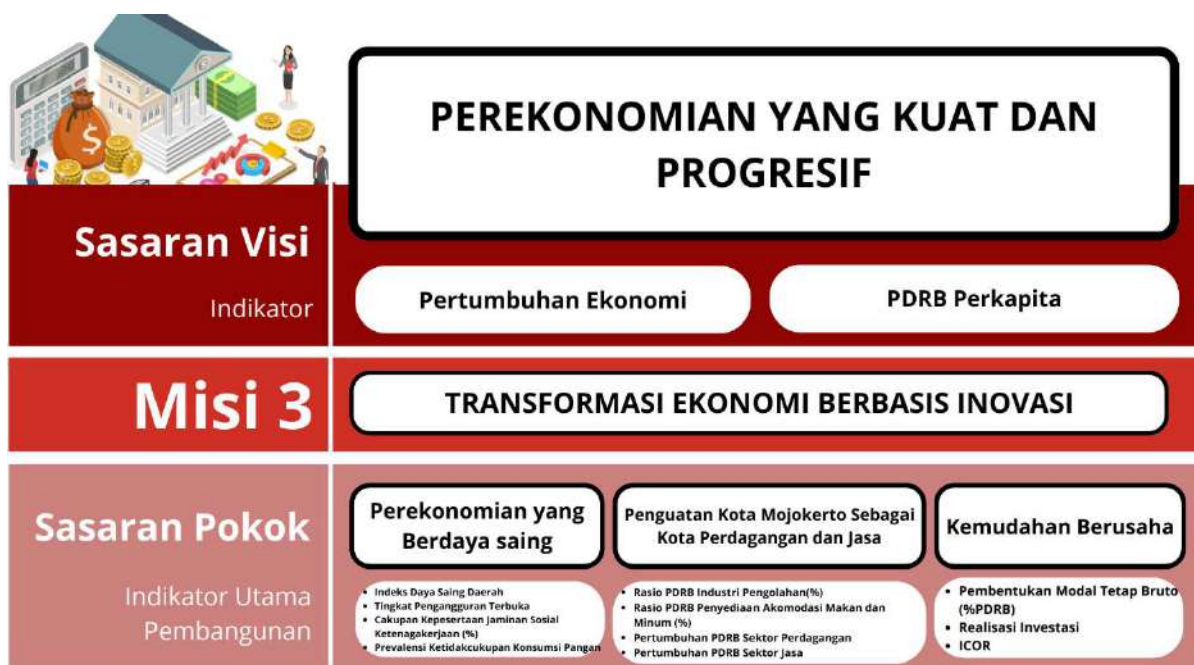 PEREKONOMIAN YANG KUAT DAN
PROGRESIF
Sasaran Visi
Indikator
Pertumbuhan Ekonomi
PDRB Perkapita
Misi 3
TRANSFORMASI EKONOMI BERBASIS INOVASI
Sasaran Pokok
Indikator Utama
Pembangunan
Perekonomian yang
Berdaya saing
• Indeks Daya Saing Daerah
• Tingkat Pengangguran Terbuka
• Cakupan Kepesertaan Jaminan Sosial
Ketenagakerjaan (%)
• Prevalensi Ketidakcukupan Konsumsi Pangan
Penguatan Kota Mojokerto Sebagai
Kota Perdagangan dan Jasa
• Rasio PDRB Industri Pengolahan(%)
• Rasio PDRB Penyediaan Akomodasi Makan dan
Minum (%)
• Pertumbuhan PDRB Sektor Perdagangan
• Pertumbuhan PDRB Sektor Jasa
Kemudahan Berusaha
• Pembentukan Modal Tetap Bruto
(%PDRB)
• Realisasi Investasi
• ICOR